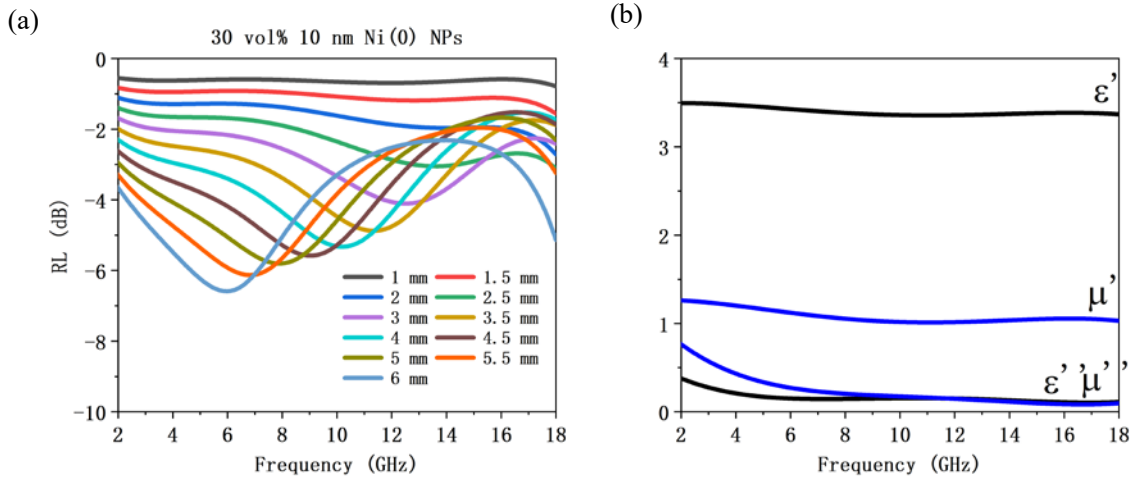 (a)
30 vol% 10 nm Ni(0) NPs
0
-2
-4
-6
-8
-10
RL (dB)
1 mm
1.5 mm
2 mm
2.5 mm
3 mm
3.5 mm
4 mm
4.5 mm
5 mm
5.5 mm
6 mm
2 4 6 8 10 12 14 16 18
Frequency (GHz)
(b)
4
3
2
1
0
ε'
μ'
ε''μ''
2 4 6 8 10 12 14 16 18
Frequency (GHz)